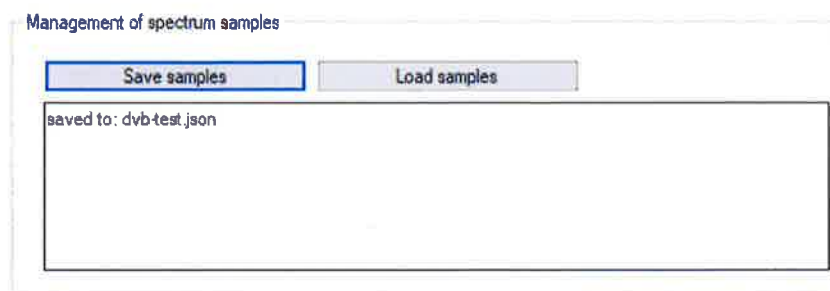 Management of spectrum samples
Save samples
Load samples
saved to: dvb-test.json